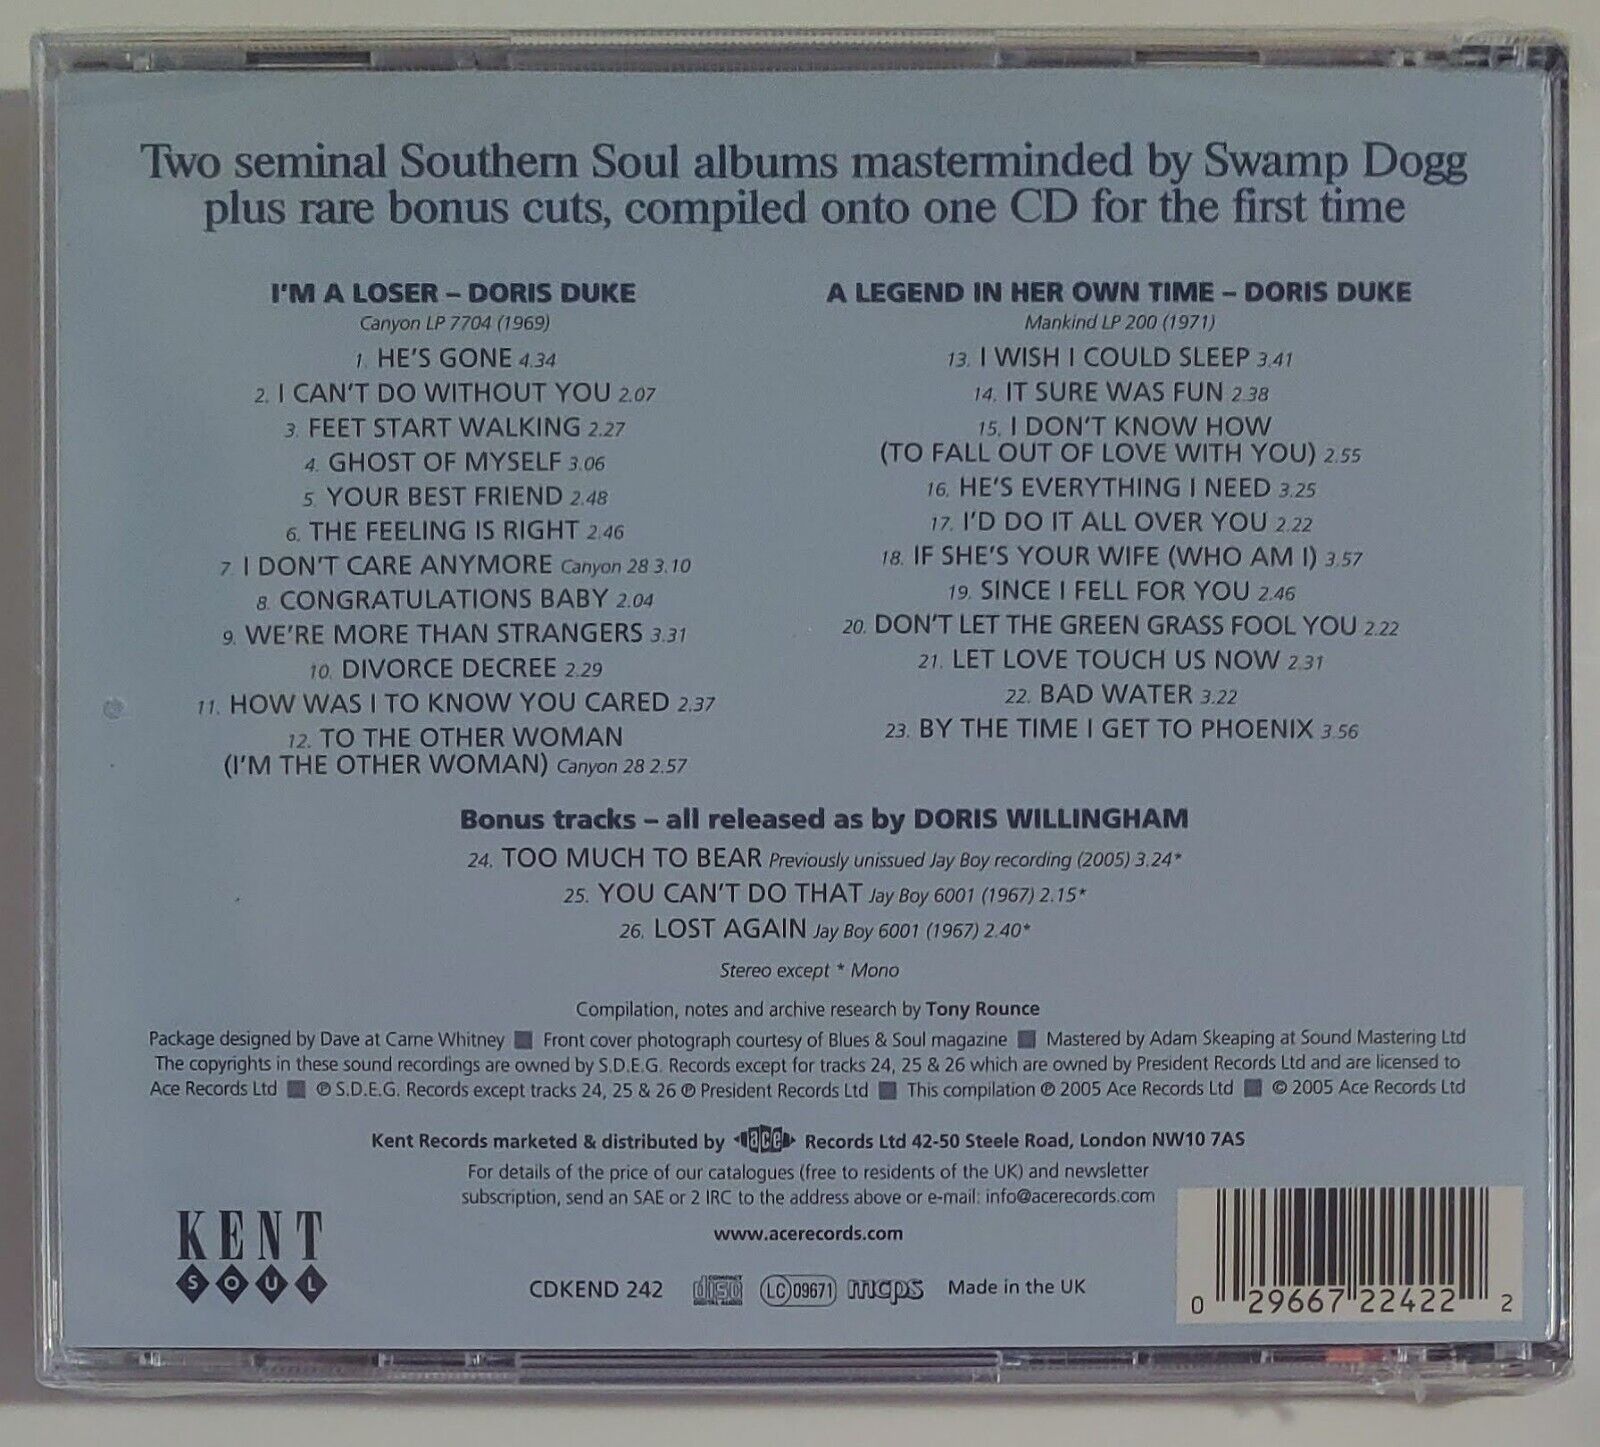 Two seminal Southern Soul albums masterminded by Swamp Dogg
plus rare bonus cuts, compiled onto one CD for the first time
I'M A LOSER – DORIS DUKE
Canyon LP 7704 (1969)
1. HE'S GONE 4.34
2. I CAN'T DO WITHOUT YOU 2.07
3. FEET START WALKING 2.27
4. GHOST OF MYSELF 3.06
5. YOUR BEST FRIEND 2.48
6. THE FEELING IS RIGHT 2.46
7. I DON'T CARE ANYMORE Canyon 28 3.10
8. CONGRATULATIONS BABY 2.04
9. WE'RE MORE THAN STRANGERS 3.31
10. DIVORCE DECREE 2.29
11. HOW WAS I TO KNOW YOU CARED 2.37
12. TO THE OTHER WOMAN
(I'M THE OTHER WOMAN) Canyon 28 2.57
A LEGEND IN HER OWN TIME – DORIS DUKE
Mankind LP 200 (1971)
13. I WISH I COULD SLEEP 3.41
14. IT SURE WAS FUN 2.38
15. I DON'T KNOW HOW
(TO FALL OUT OF LOVE WITH YOU) 2.55
16. HE'S EVERYTHING I NEED 3.25
17. I'D DO IT ALL OVER YOU 2.22
18. IF SHE'S YOUR WIFE (WHO AM I) 3.57
19. SINCE I FELL FOR YOU 2.46
20. DON'T LET THE GREEN GRASS FOOL YOU 2.22
21. LET LOVE TOUCH US NOW 2.31
22. BAD WATER 3.22
23. BY THE TIME I GET TO PHOENIX 3.56
Bonus tracks – all released as by DORIS WILLINGHAM
24. TOO MUCH TO BEAR Previously unissued Jay Boy recording (2005) 3.24*
25. YOU CAN'T DO THAT Jay Boy 6001 (1967) 2.15*
26. LOST AGAIN Jay Boy 6001 (1967) 2.40*
Stereo except * Mono
Compilation, notes and archive research by Tony Rounce
Package designed by Dave at Carne Whitney ■ Front cover photograph courtesy of Blues & Soul magazine ■ Mastered by Adam Skeaping at Sound Mastering Ltd
The copyrights in these sound recordings are owned by S.D.E.G. Records except for tracks 24, 25 & 26 which are owned by President Records Ltd and are licensed to
Ace Records Ltd ■ ℗ S.D.E.G. Records except tracks 24, 25 & 26 ℗ President Records Ltd ■ This compilation ℗ 2005 Ace Records Ltd ■ © 2005 Ace Records Ltd
Kent Records marketed & distributed by ace Records Ltd 42-50 Steele Road, London NW10 7AS
For details of the price of our catalogues (free to residents of the UK) and newsletter
subscription, send an SAE or 2 IRC to the address above or e-mail: info@acerecords.com
www.acerecords.com
KENT
SOUL
CDKEND 242 COMPACT disc DIGITAL AUDIO LC 09671 mcps Made in the UK
0 29667 22422 2